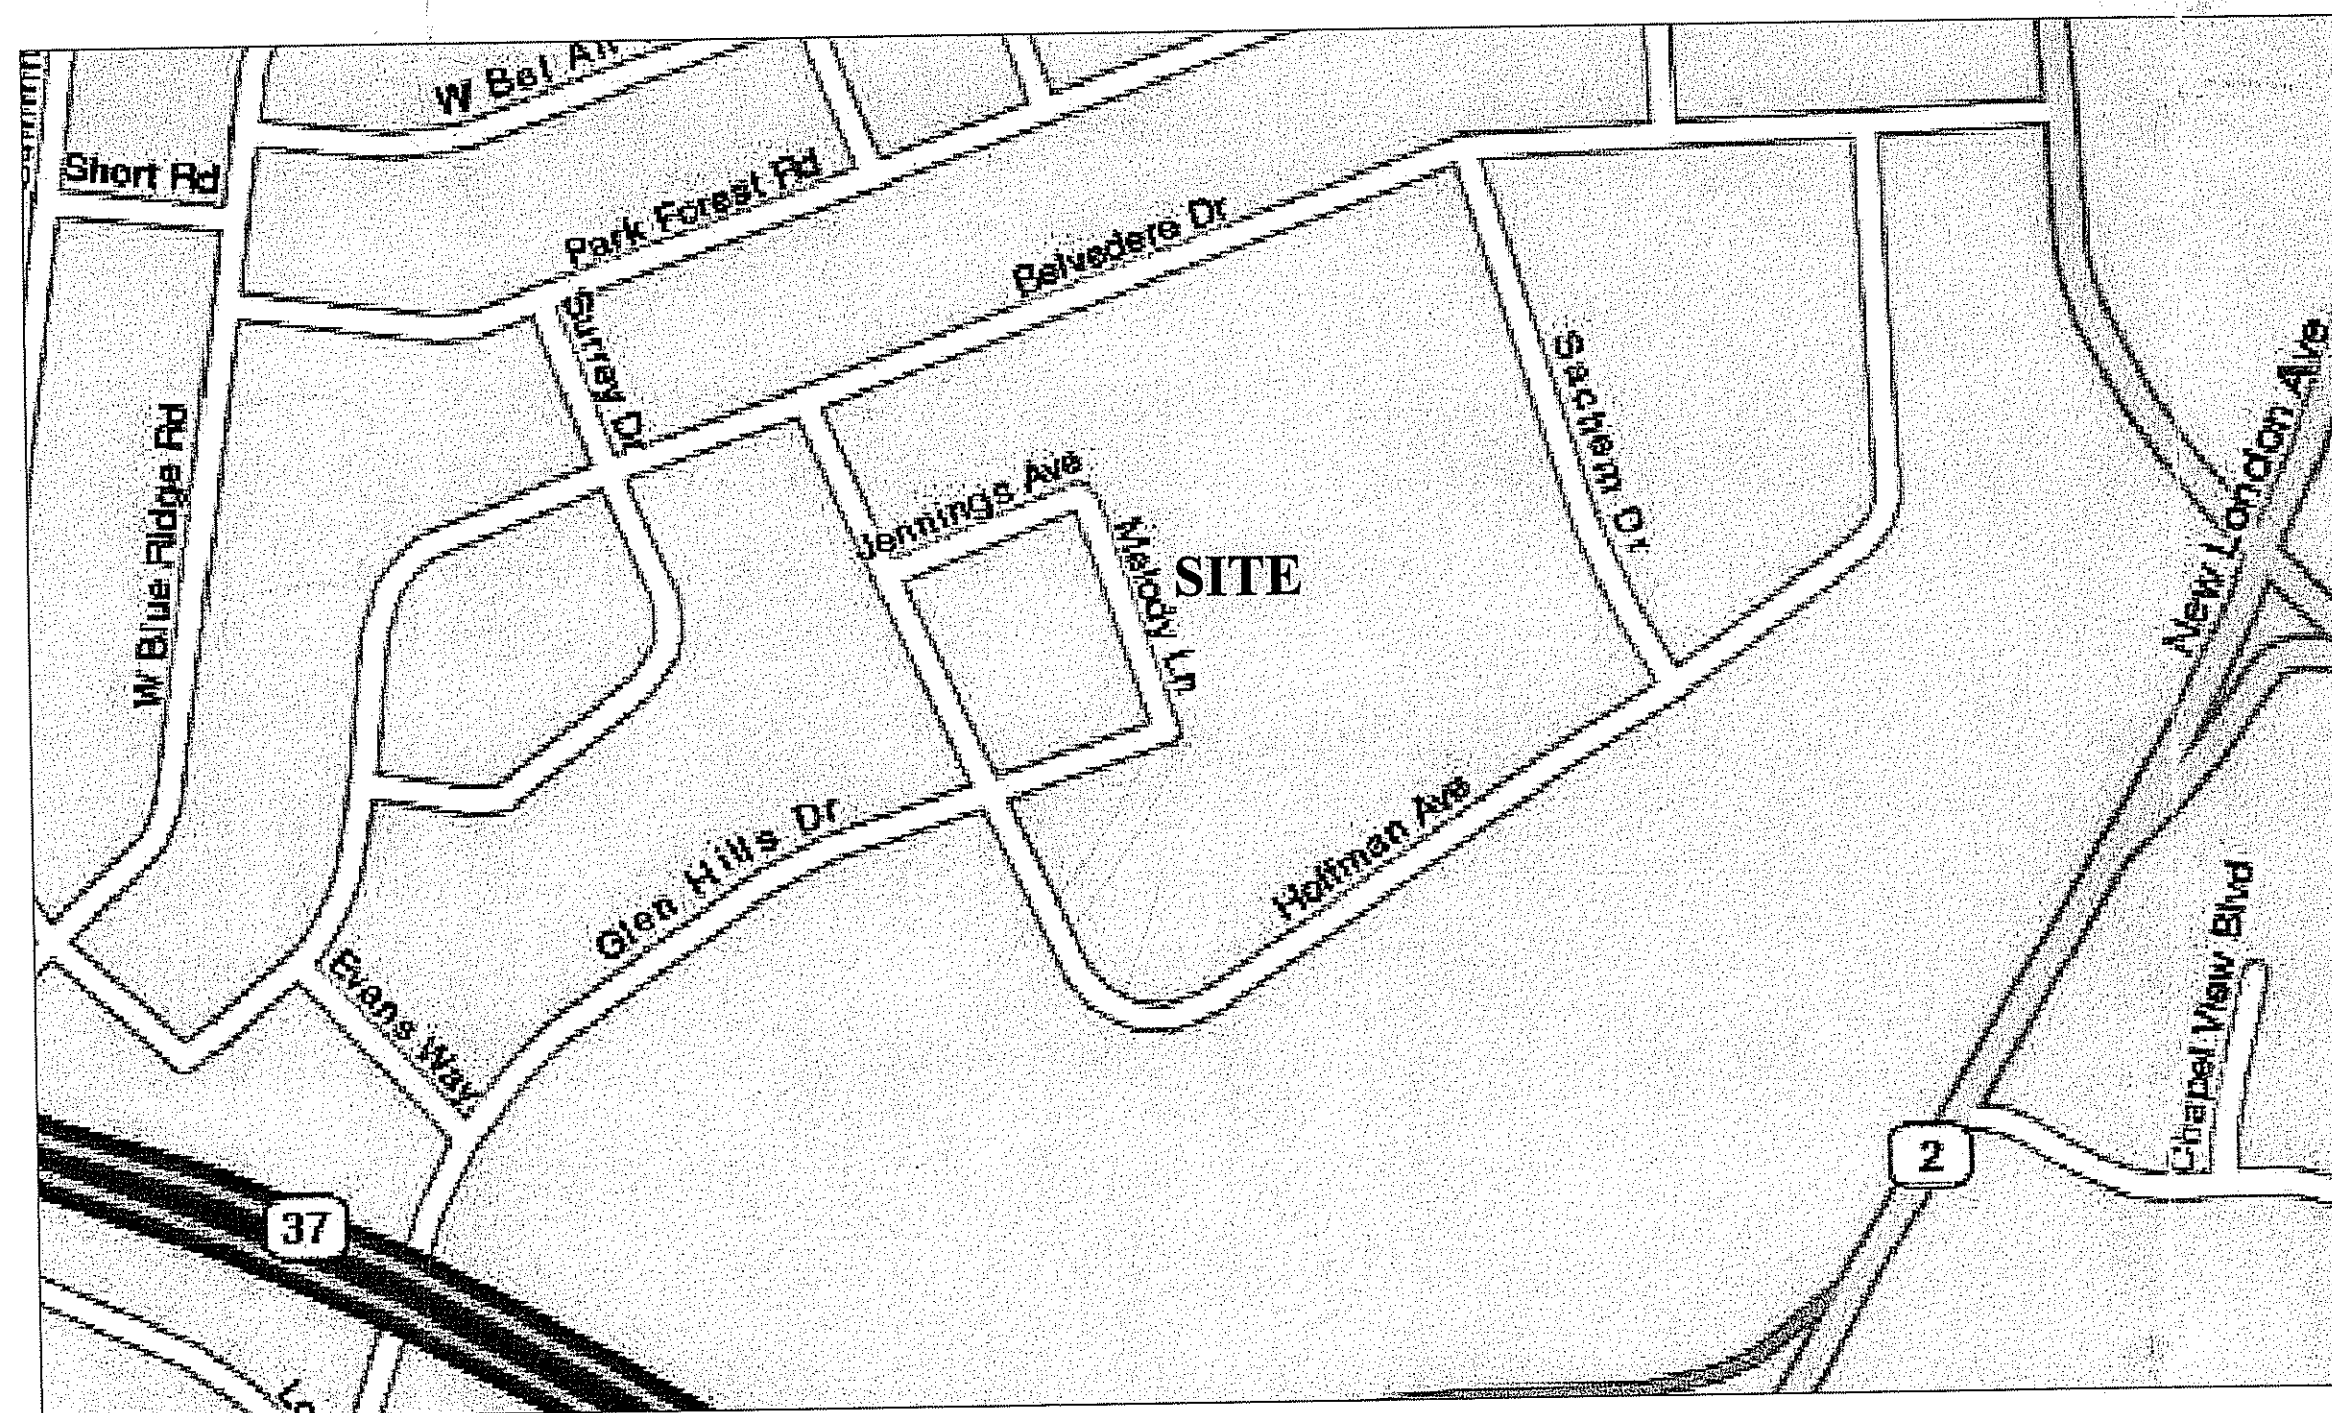 W Bel Air
Short Rd
Park Forest Rd
Belvedere Dr
Surrey Dr
Sachem Dr
New London Ave
W Blue Ridge Rd
Jennings Ave
Melody Ln
SITE
Glen Hills Dr
Hoffman Ave
Evans Way
Chapel View Blvd
2
37